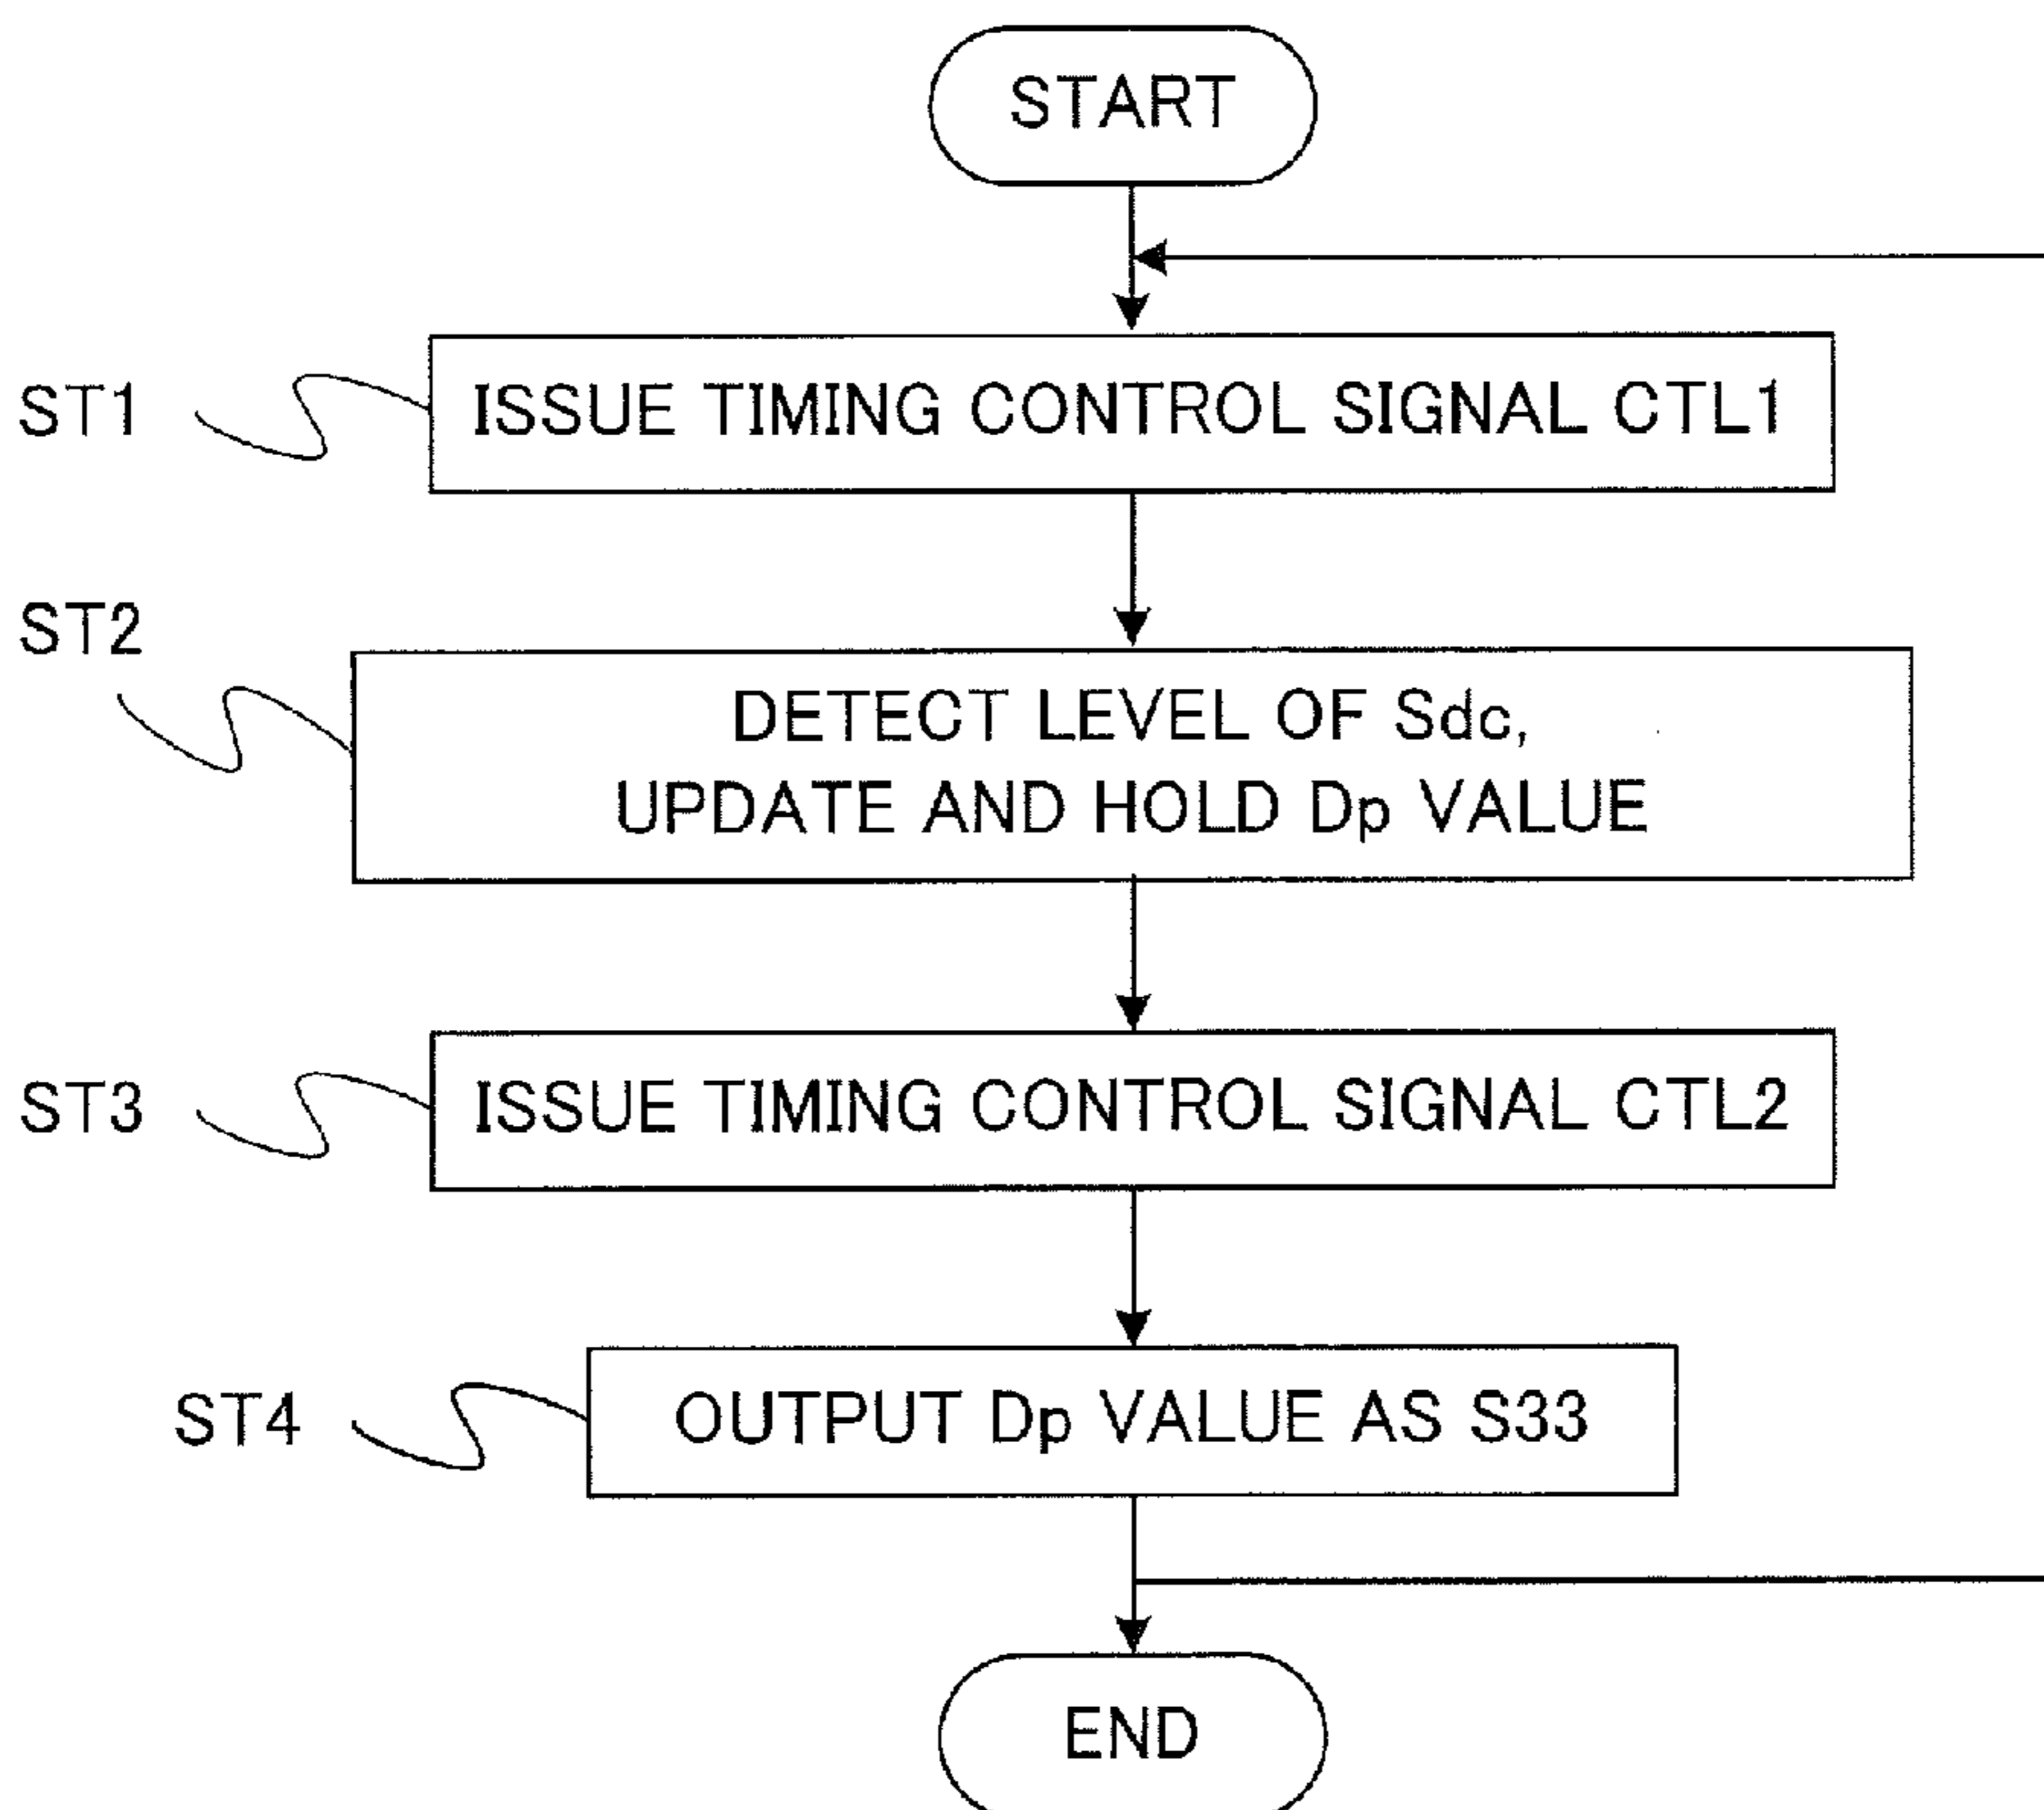 START
ST1
ISSUE TIMING CONTROL SIGNAL CTL1
ST2
DETECT LEVEL OF Sdc,
UPDATE AND HOLD Dp VALUE
ST3
ISSUE TIMING CONTROL SIGNAL CTL2
ST4
OUTPUT Dp VALUE AS S33
END